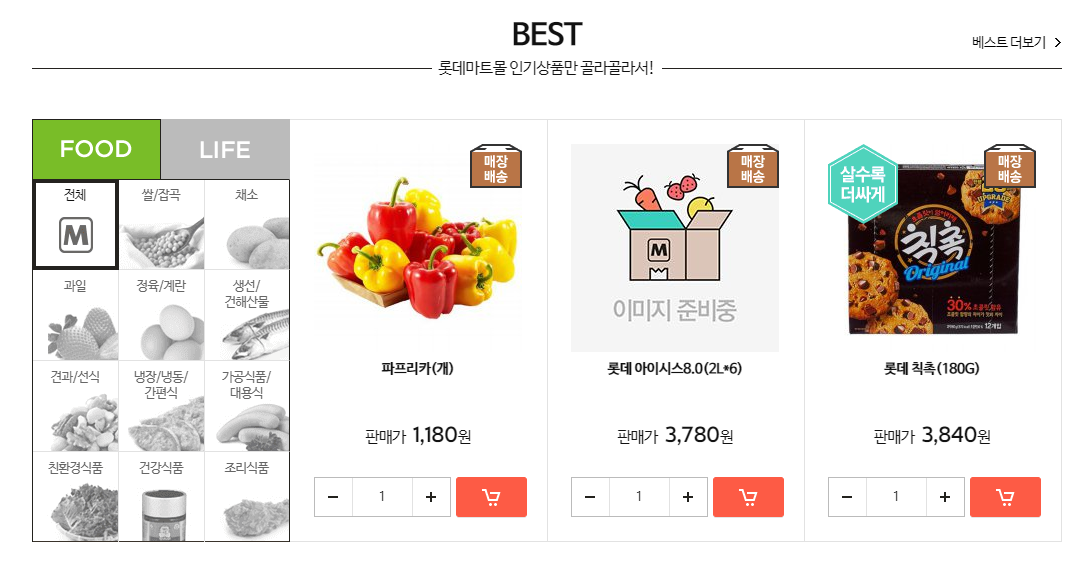 BEST
베스트 더보기 >
롯데마트몰 인기상품만 골라골라서!
FOOD
LIFE
전체
M
쌀/잡곡
채소
과일
정육/계란
생선/
건해산물
견과/선식
냉장/냉동/
간편식
가공식품/
대용식
친환경식품
건강식품
조리식품
매장
배송
파프리카(개)
판매가 1,180원
- 1 +
매장
배송
M
이미지 준비중
롯데 아이시스8.0(2L*6)
판매가 3,780원
- 1 +
살수록
더싸게
매장
배송
UPGRADE
칙촉
Original
30%
12개입
롯데 칙촉(180G)
판매가 3,840원
- 1 +